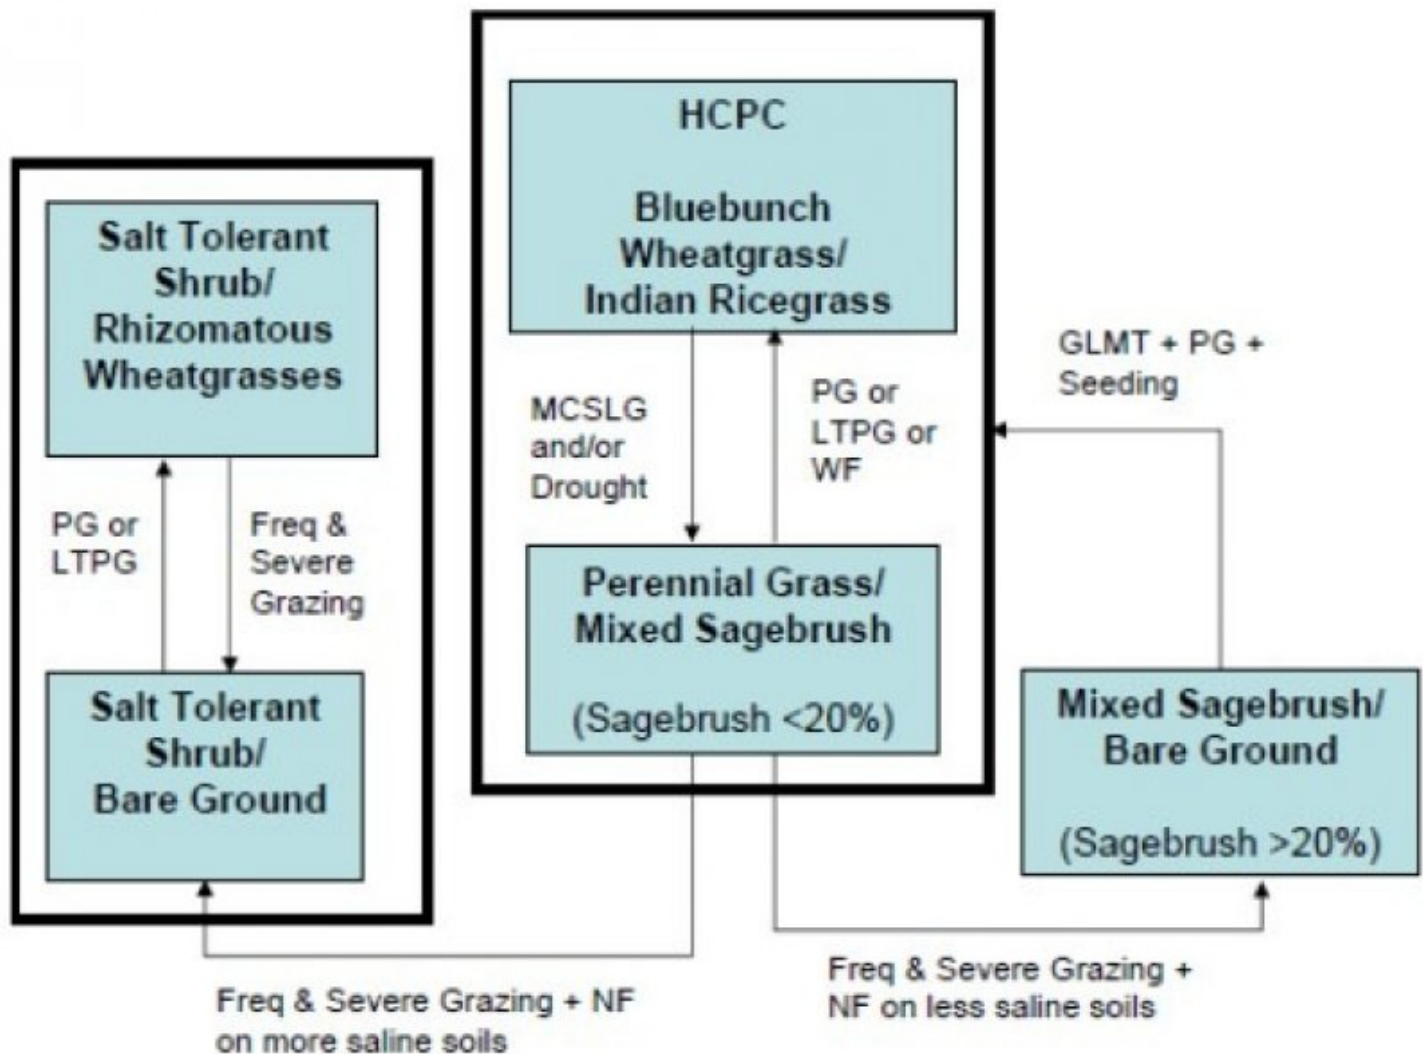 HCPC
Bluebunch
Wheatgrass/
Indian Ricegrass
Salt Tolerant
Shrub/
Rhizomatous
Wheatgrasses
GLMT + PG +
Seeding
MCSLG
and/or
Drought
PG or
LTPG or
WF
PG or
LTPG
Freq &
Severe
Grazing
Perennial Grass/
Mixed Sagebrush
(Sagebrush <20%)
Salt Tolerant
Shrub/
Bare Ground
Mixed Sagebrush/
Bare Ground
(Sagebrush >20%)
Freq & Severe Grazing + NF
on more saline soils
Freq & Severe Grazing +
NF on less saline soils